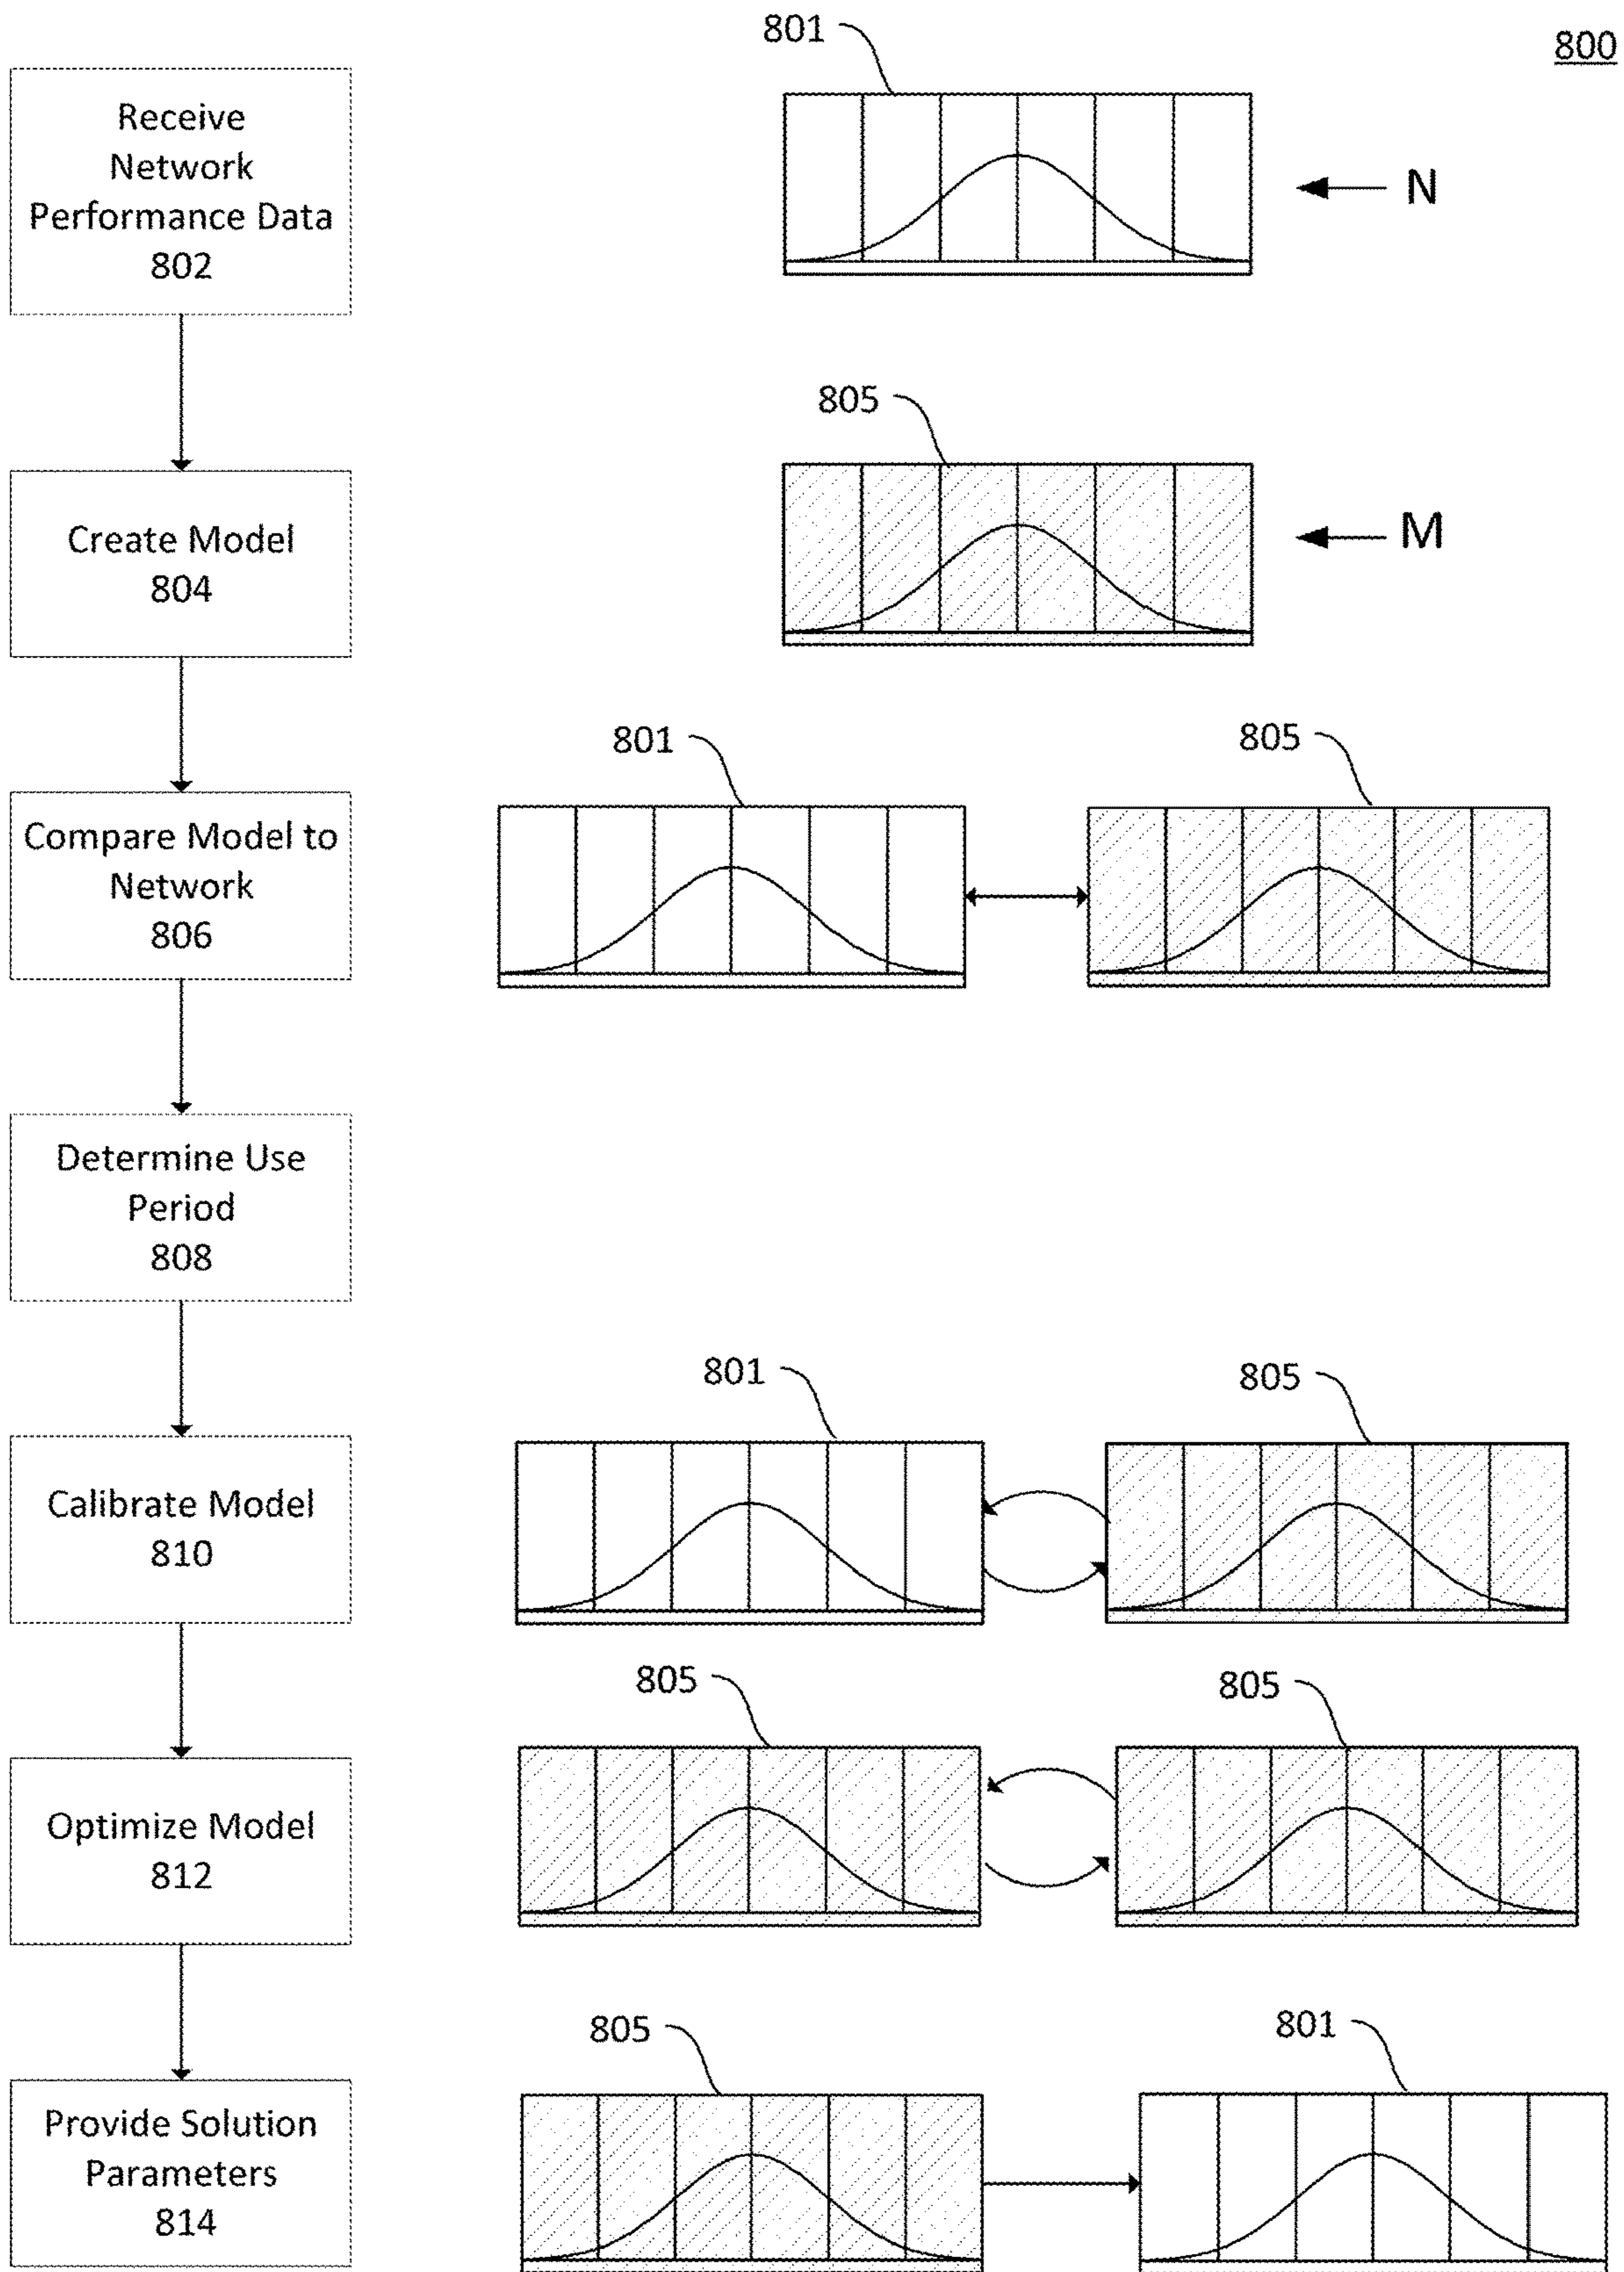 801
800
Receive
Network
Performance Data
802
N
805
Create Model
804
M
801
805
Compare Model to
Network
806
Determine Use
Period
808
801
805
Calibrate Model
810
805
805
Optimize Model
812
805
801
Provide Solution
Parameters
814